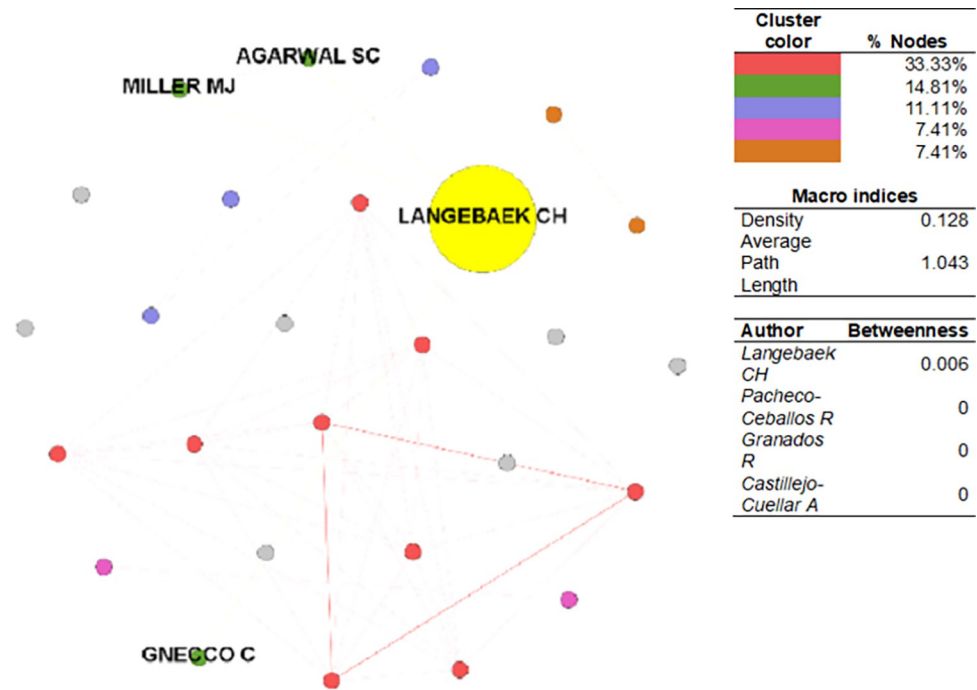 AGARWAL SC
MILLER MJ
LANGEBAEK CH
GNECCO C
Cluster color % Nodes
33.33%
14.81%
11.11%
7.41%
7.41%
Macro indices
Density 0.128
Average Path Length 1.043
Author Betweenness
Langebaek CH 0.006
Pacheco-Ceballos R 0
Granados R 0
Castillejo-Cuellar A 0